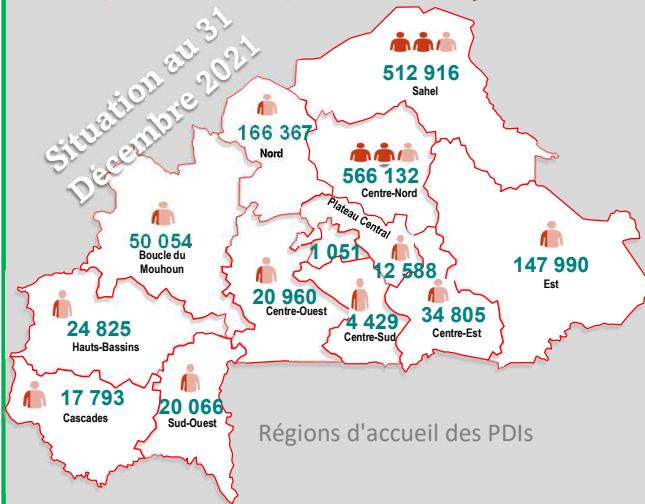 Situation au 31
Décembre 2021
512 916
Sahel
166 367
Nord
566 132
Centre-Nord
Plateau Central
50 054
Boucle du
Mouhoun
1 051
12 588
147 990
Est
20 960
Centre-Ouest
4 429
Centre-Sud
34 805
Centre-Est
24 825
Hauts-Bassins
17 793
Cascades
20 066
Sud-Ouest
Régions d'accueil des PDIs